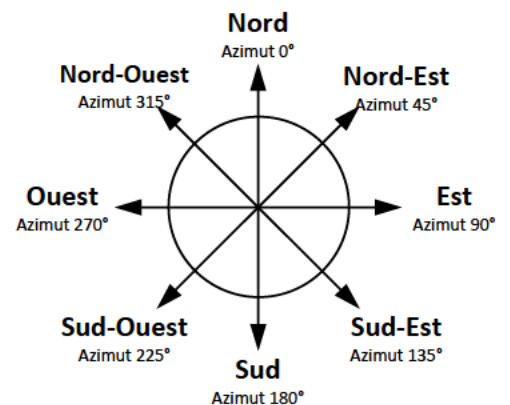 Nord
Azimut 0°
Nord-Ouest
Azimut 315°
Nord-Est
Azimut 45°
Ouest
Azimut 270°
Est
Azimut 90°
Sud-Ouest
Azimut 225°
Sud-Est
Azimut 135°
Sud
Azimut 180°